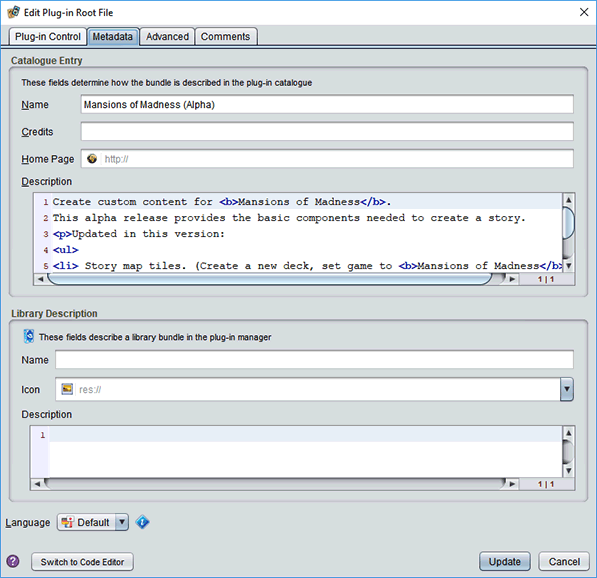 Edit Plug-in Root File
Plug-in Control Metadata Advanced Comments
Catalogue Entry
These fields determine how the bundle is described in the plug-in catalogue
Name Mansions of Madness (Alpha)
Credits
Home Page http://
Description
1 Create custom content for <b>Mansions of Madness</b>.
2 This alpha release provides the basic components needed to create a story.
3 <p>Updated in this version:
4 <ul>
5 <li> Story map tiles. (Create a new deck, set game to <b>Mansions of Madness</b>
1 | 1
Library Description
These fields describe a library bundle in the plug-in manager
Name
Icon res://
Description
1
1 | 1
Language Default
? Switch to Code Editor Update Cancel